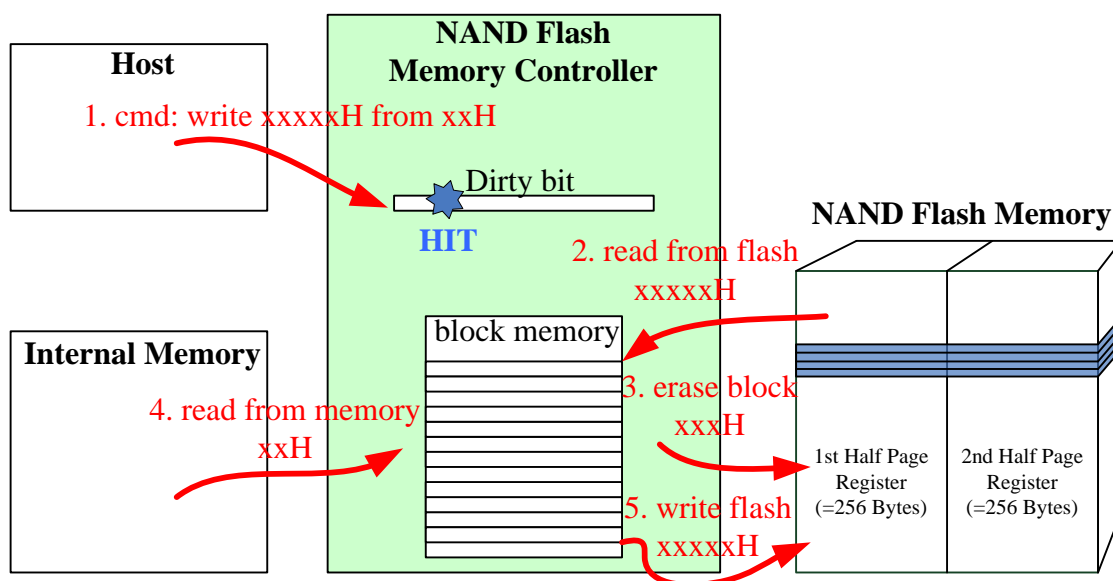 Host
1. cmd: write xxxxxH from xxH
NAND Flash
Memory Controller
Dirty bit
HIT
NAND Flash Memory
2. read from flash
xxxxxH
block memory
Internal Memory
3. erase block
xxxH
4. read from memory
xxH
1st Half Page
Register
(=256 Bytes)
2nd Half Page
Register
(=256 Bytes)
5. write flash
xxxxxH